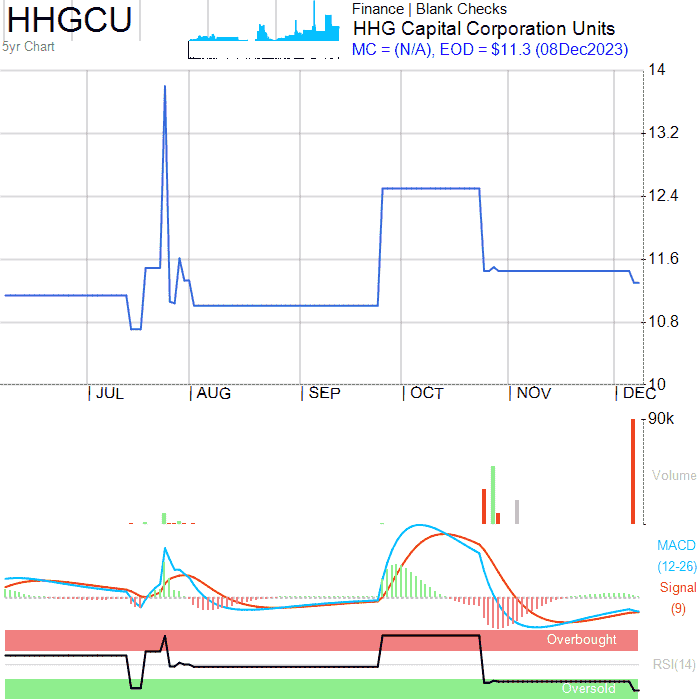 HHGCU
5yr Chart
Finance | Blank Checks
HHG Capital Corporation Units
MC = (N/A), EOD = $11.3 (08Dec2023)
14
13.2
12.4
11.6
10.8
10
JUL AUG SEP OCT NOV DEC
90k
Volume
MACD
(12-26)
Signal
(9)
Overbought
RSI(14)
Oversold